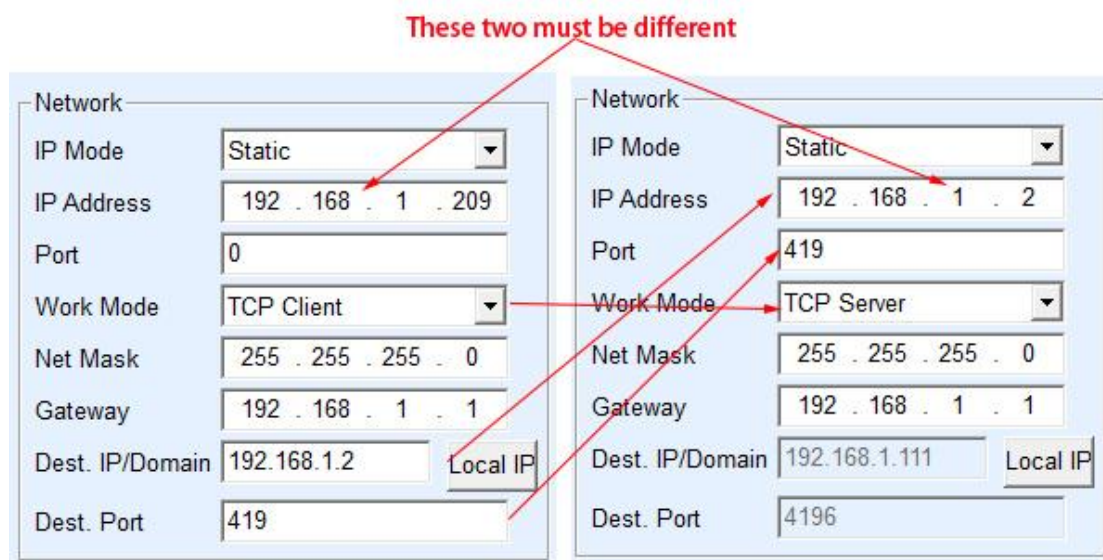 These two must be different
Network
IP Mode Static
IP Address 192 . 168 . 1 . 209
Port 0
Work Mode TCP Client
Net Mask 255 . 255 . 255 . 0
Gateway 192 . 168 . 1 . 1
Dest. IP/Domain 192.168.1.2 Local IP
Dest. Port 419
Network
IP Mode Static
IP Address 192 . 168 . 1 . 2
Port 419
Work Mode TCP Server
Net Mask 255 . 255 . 255 . 0
Gateway 192 . 168 . 1 . 1
Dest. IP/Domain 192.168.1.111 Local IP
Dest. Port 4196